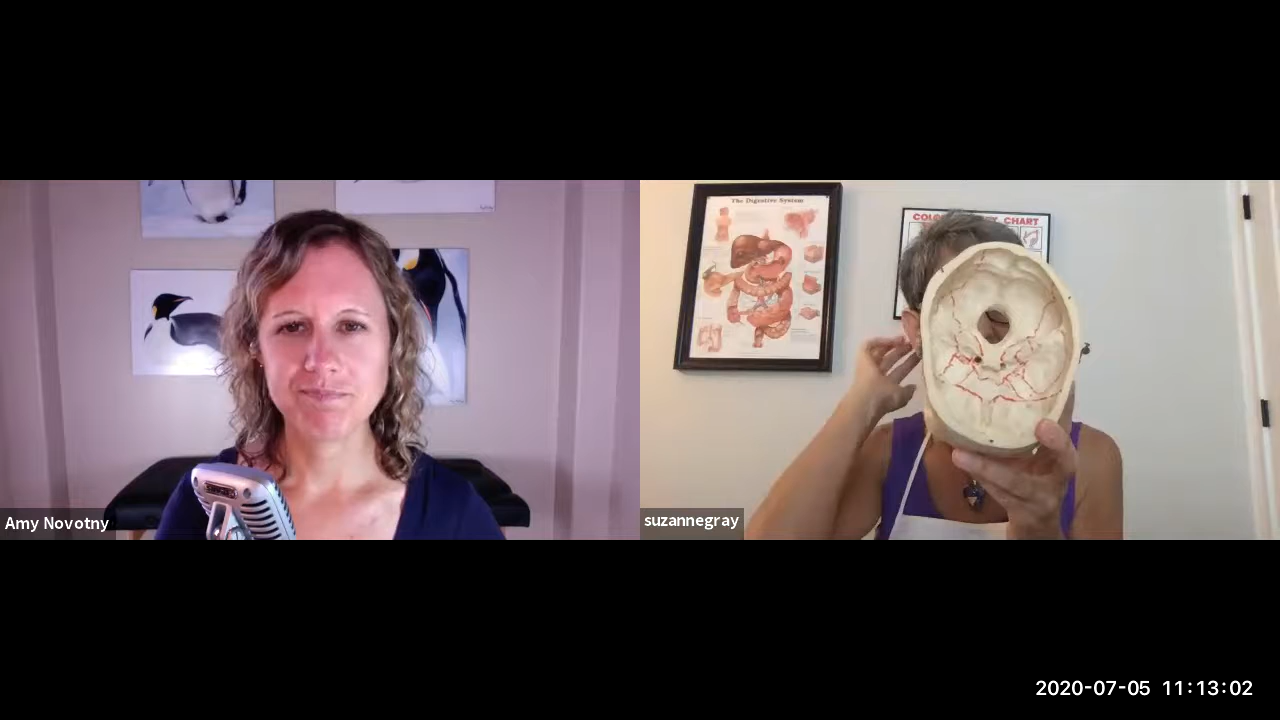 The Digestive System
CHART
Amy Novotny
suzannegray
2020-07-05 11:13:02